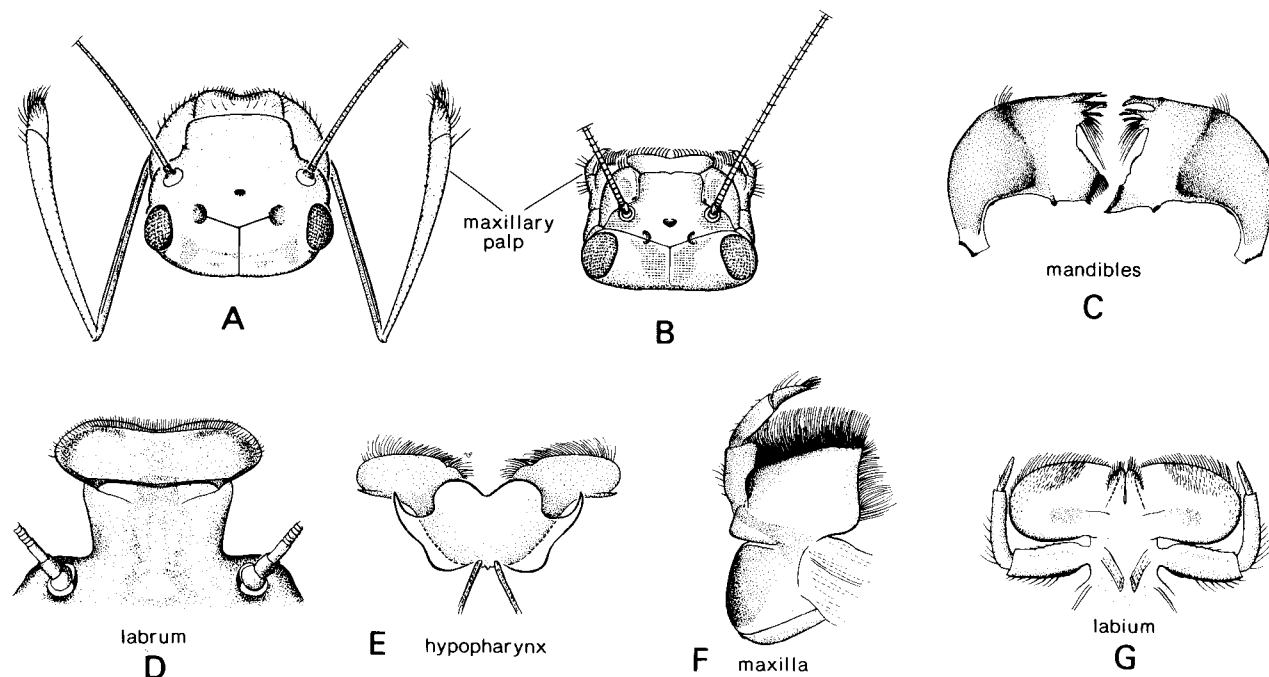 maxillary
palp
A
B
mandibles
C
labrum
D
E
hypopharynx
F
maxilla
labium
G